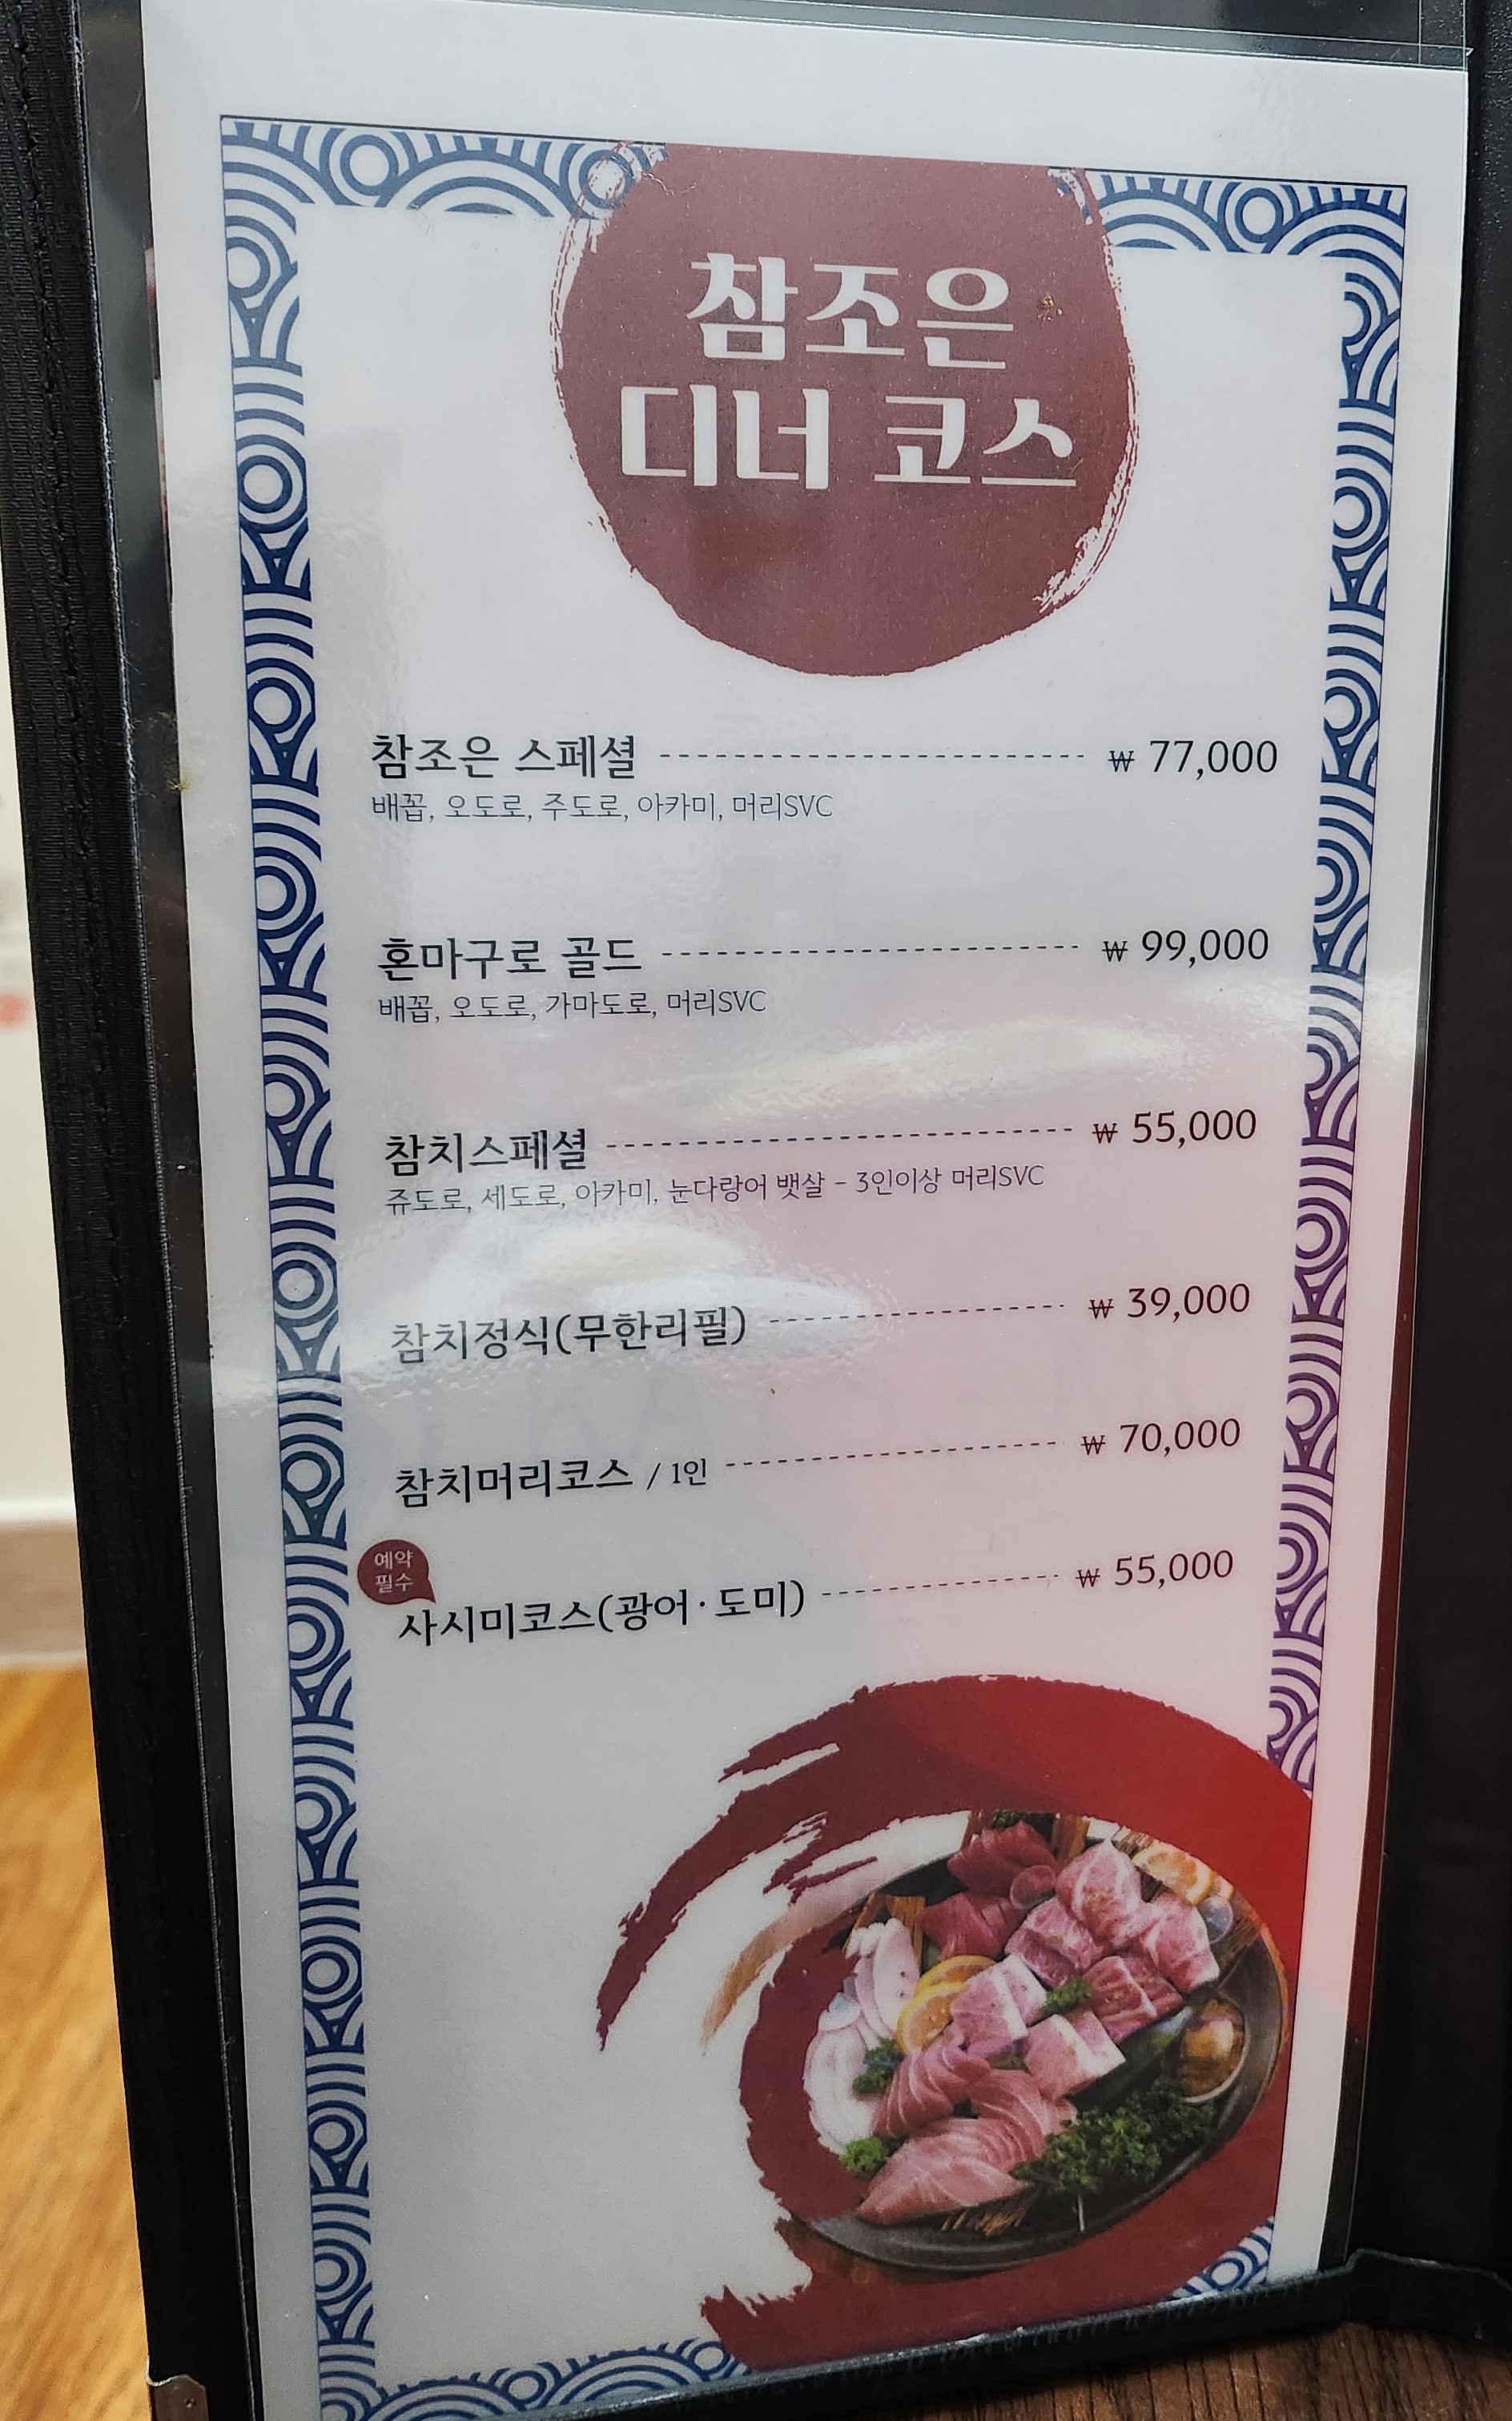 참조은
디너 코스
참조은 스페셜 ₩ 77,000
배꼽, 오도로, 주도로, 아카미, 머리SVC
혼마구로 골드 ₩ 99,000
배꼽, 오도로, 가마도로, 머리SVC
참치스페셜 ₩ 55,000
쥬도로, 세도로, 아카미, 눈다랑어 뱃살 - 3인이상 머리SVC
참치정식(무한리필) ₩ 39,000
참치머리코스 / 1인 ₩ 70,000
예약
필수
사시미코스(광어·도미) ₩ 55,000